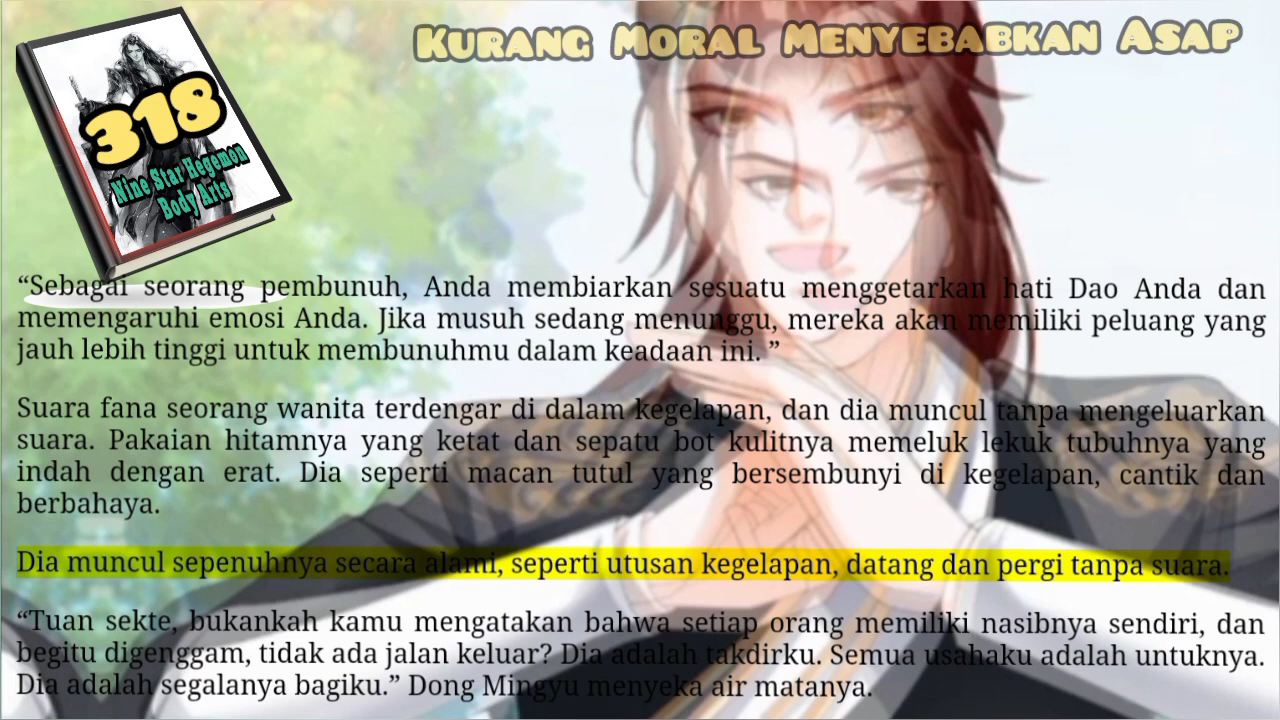 Kurang Moral Menyebabkan Asap
318
Nine Star Hegemon
Body Arts
“Sebagai seorang pembunuh, Anda membiarkan sesuatu menggetarkan hati Dao Anda dan
memengaruhi emosi Anda. Jika musuh sedang menunggu, mereka akan memiliki peluang yang
jauh lebih tinggi untuk membunuhmu dalam keadaan ini. ”
Suara fana seorang wanita terdengar di dalam kegelapan, dan dia muncul tanpa mengeluarkan
suara. Pakaian hitamnya yang ketat dan sepatu bot kulitnya memeluk lekuk tubuhnya yang
indah dengan erat. Dia seperti macan tutul yang bersembunyi di kegelapan, cantik dan
berbahaya.
Dia muncul sepenuhnya secara alami, seperti utusan kegelapan, datang dan pergi tanpa suara.
“Tuan sekte, bukankah kamu mengatakan bahwa setiap orang memiliki nasibnya sendiri, dan
begitu digenggam, tidak ada jalan keluar? Dia adalah takdirku. Semua usahaku adalah untuknya.
Dia adalah segalanya bagiku.” Dong Mingyu menyeka air matanya.